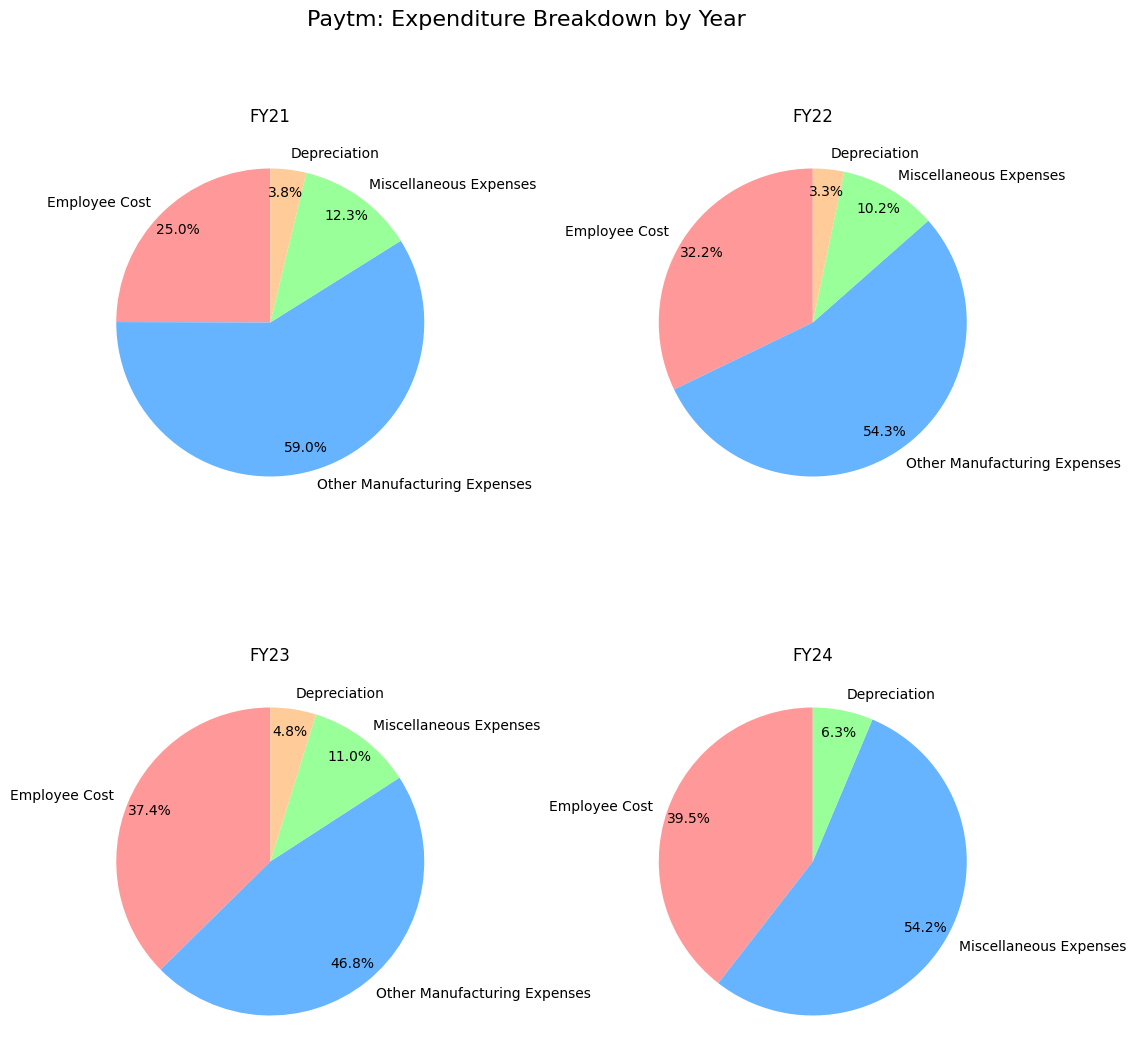 Paytm: Expenditure Breakdown by Year
FY21
Depreciation
3.8%
Miscellaneous Expenses
12.3%
Employee Cost
25.0%
59.0%
Other Manufacturing Expenses
FY22
Depreciation
3.3%
Miscellaneous Expenses
10.2%
Employee Cost
32.2%
54.3%
Other Manufacturing Expenses
FY23
Depreciation
4.8%
Miscellaneous Expenses
11.0%
Employee Cost
37.4%
46.8%
Other Manufacturing Expenses
FY24
Depreciation
6.3%
Employee Cost
39.5%
54.2%
Miscellaneous Expenses